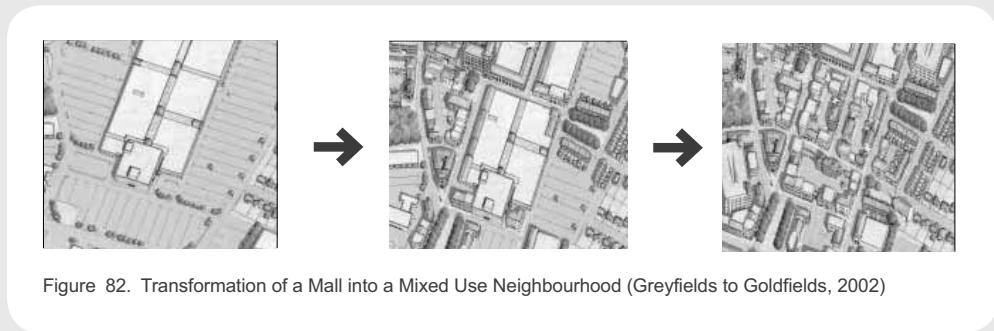 Figure 82. Transformation of a Mall into a Mixed Use Neighbourhood (Greyfields to Goldfields, 2002)